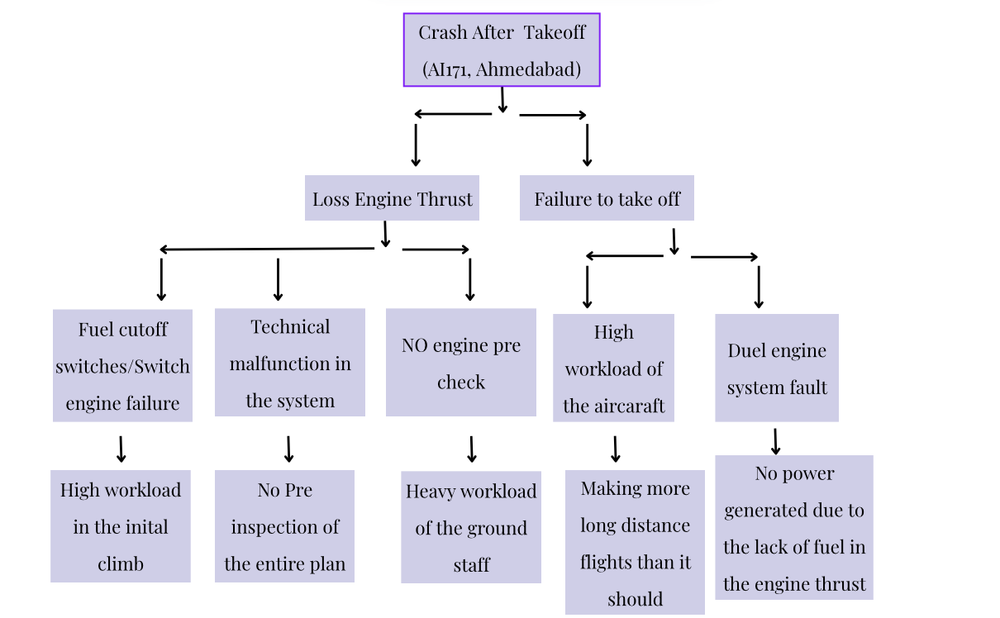 Crash After Takeoff
(AI171, Ahmedabad)
Loss Engine Thrust
Failure to take off
Fuel cutoff
switches/Switch
engine failure
Technical
malfunction in
the system
NO engine pre
check
High
workload of
the aircaraft
Duel engine
system fault
High workload
in the inital
climb
No Pre
inspection of
the entire plan
Heavy workload
of the ground
staff
Making more
long distance
flights than it
should
No power
generated due to
the lack of fuel in
the engine thrust